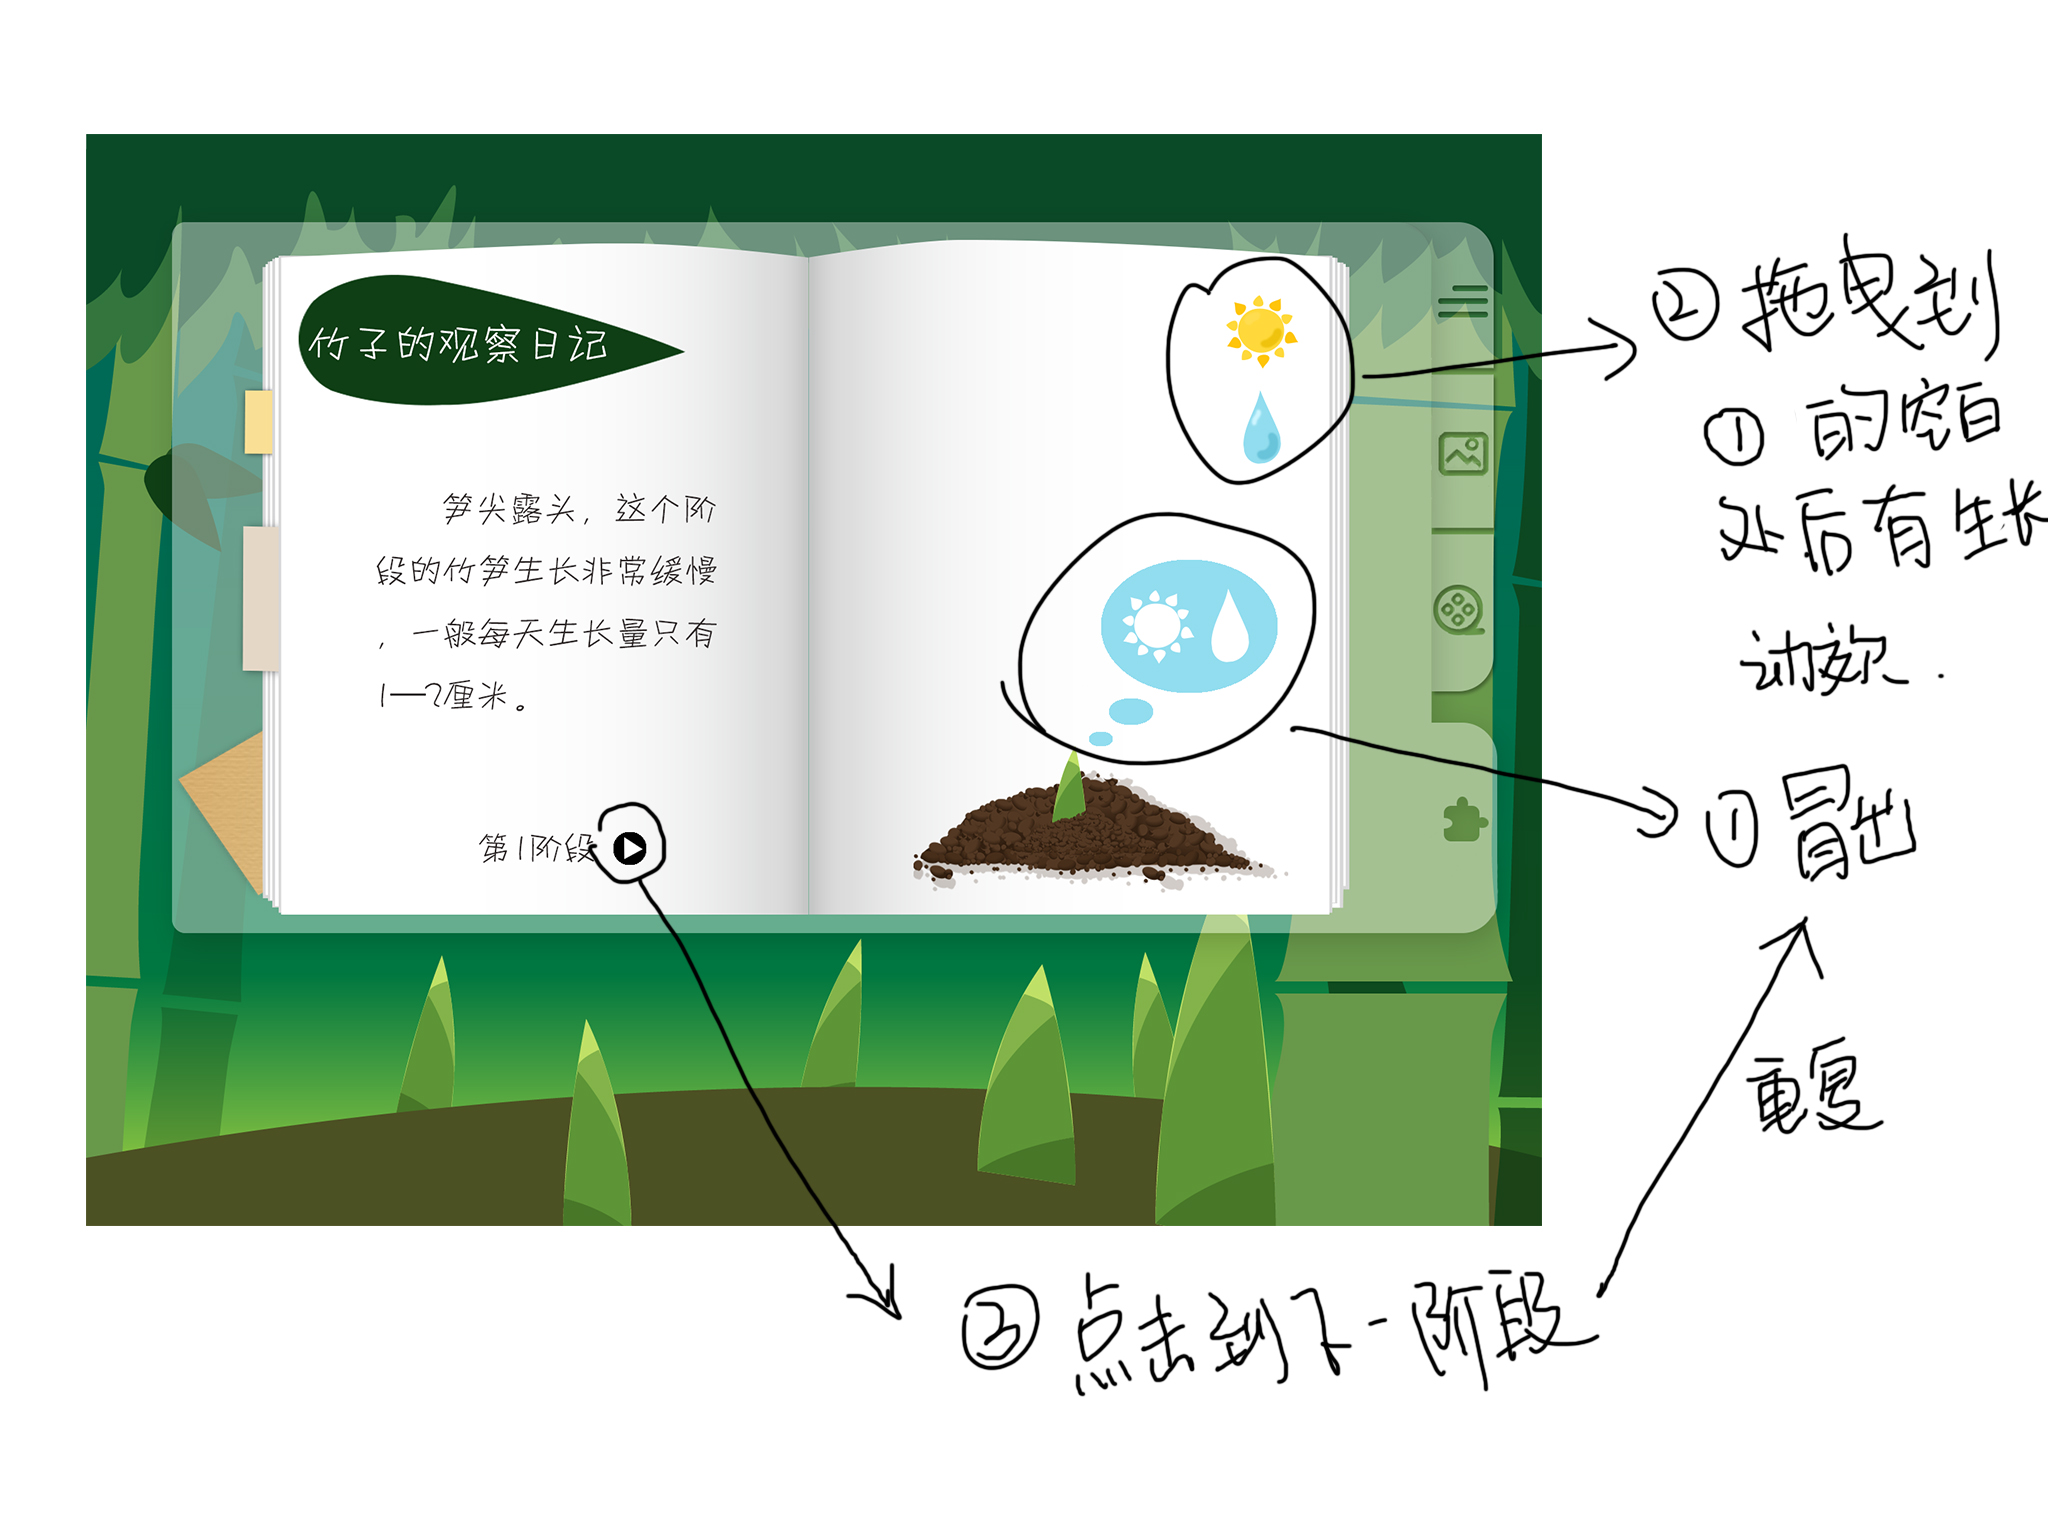 竹子的观察日记
笋尖露头，这个阶
段的竹笋生长非常缓慢
，一般每天生长量只有
1—2厘米。
第1阶段
②拖曳到
①的空白
处后有生长
动效.
①冒出
重复
③点击到下一阶段